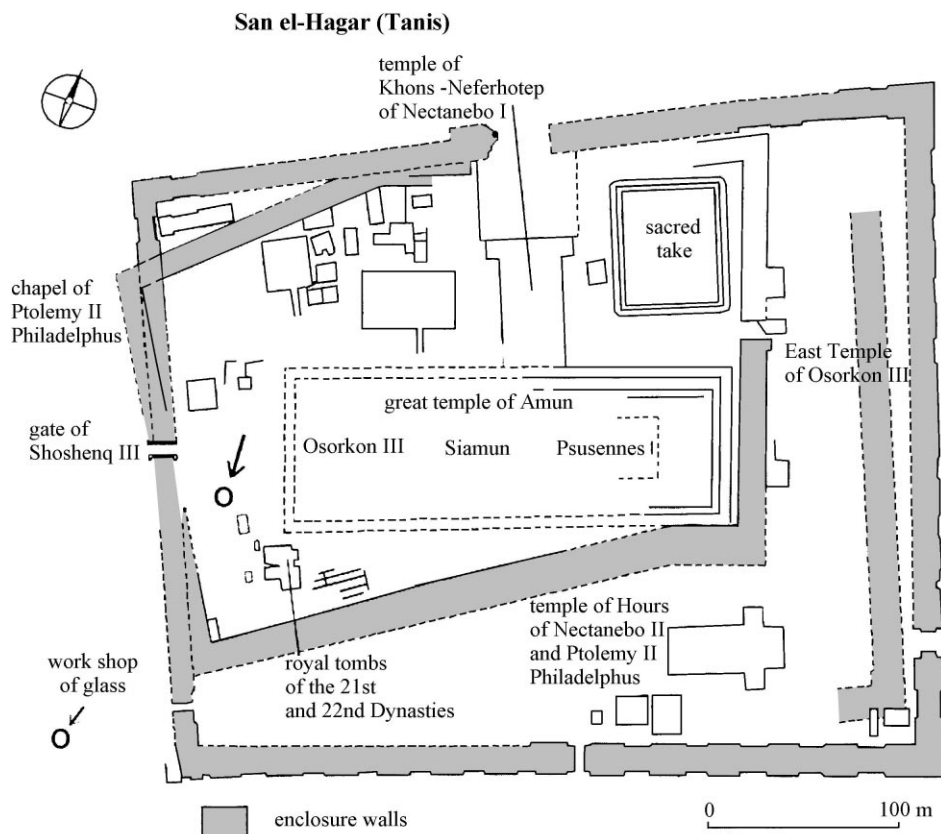 San el-Hagar (Tanis)
temple of
Khons -Neferhotep
of Nectanebo I
sacred
take
chapel of
Ptolemy II
Philadelphus
East Temple
of Osorkon III
great temple of Amun
gate of
Shoshenq III
Osorkon III Siamun Psusennes I
temple of Hours
of Nectanebo II
and Ptolemy II
Philadelphus
work shop
of glass
royal tombs
of the 21st
and 22nd Dynasties
enclosure walls
0 100 m